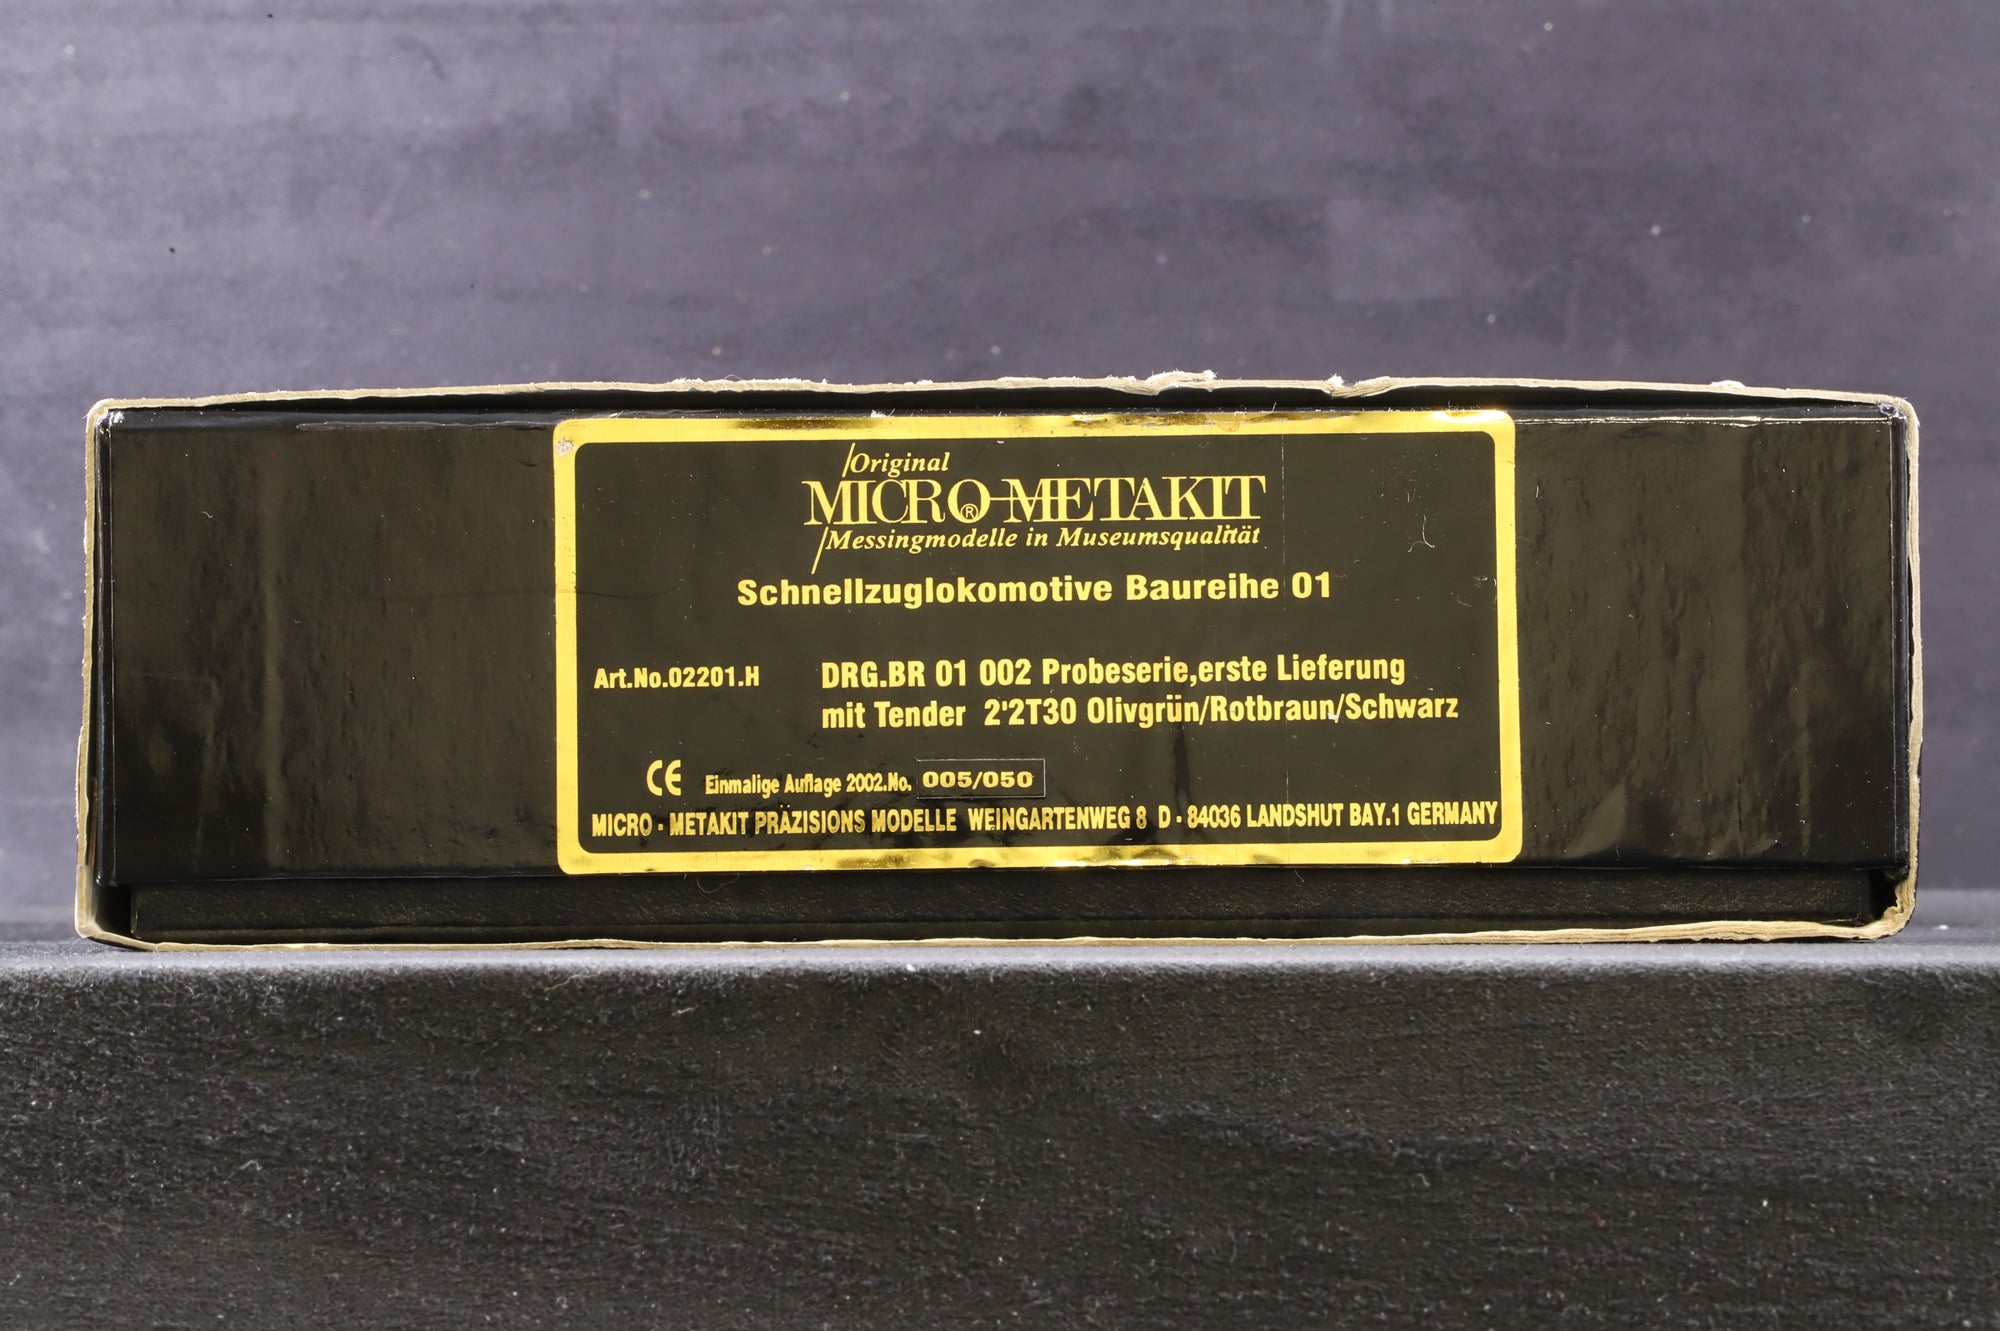 Original
MICRO-METAKIT®
Messingmodelle in Museumsqualität
Schnellzuglokomotive Baureihe 01
Art.No.02201.H DRG.BR 01 002 Probeserie,erste Lieferung
mit Tender 2'2T30 Olivgrün/Rotbraun/Schwarz
CE Einmalige Auflage 2002.No. 005/050
MICRO - METAKIT PRÄZISIONS MODELLE WEINGARTENWEG 8 D - 84036 LANDSHUT BAY.1 GERMANY